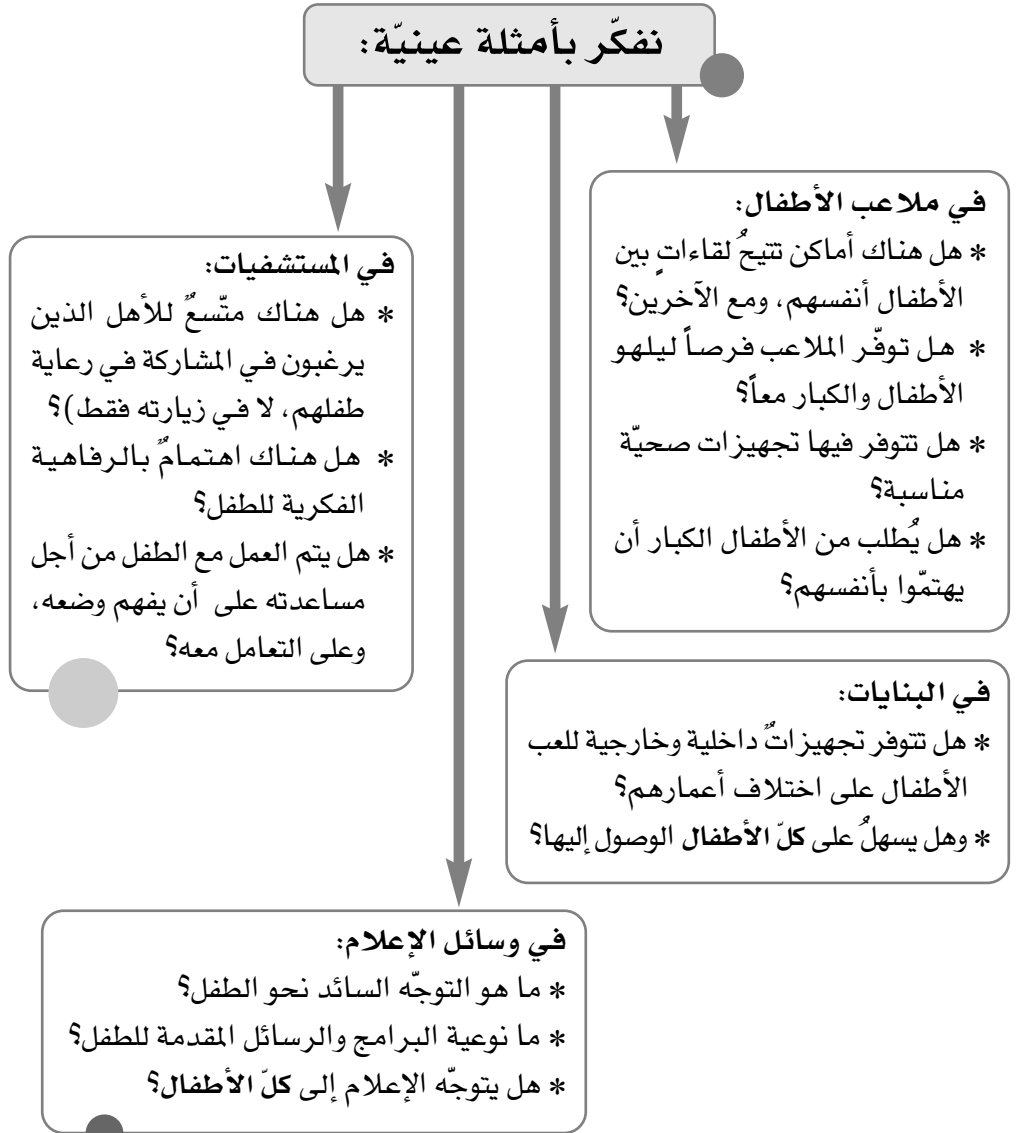 نفكّر بأمثلة عينيّة:
في ملاعب الأطفال:
* هل هناك أماكن تتيحُ لقاءاتٍ بين
الأطفال أنفسهم، ومع الآخرين؟
* هل توفّر الملاعب فرصاً ليلهو
الأطفال والكبار معاً؟
* هل تتوفر فيها تجهيزات صحيّة
مناسبة؟
* هل يُطلب من الأطفال الكبار أن
يهتمّوا بأنفسهم؟
في المستشفيات:
* هل هناك متّسعٌ للأهل الذين
يرغبون في المشاركة في رعاية
طفلهم، لا في زيارته فقط)؟
* هل هناك اهتمامٌ بالرفاهية
الفكرية للطفل؟
* هل يتم العمل مع الطفل من أجل
مساعدته على أن يفهم وضعه،
وعلى التعامل معه؟
في البنايات:
* هل تتوفر تجهيزاتٌ داخلية وخارجية للعب
الأطفال على اختلاف أعمارهم؟
* وهل يسهلُ على كلّ الأطفال الوصول إليها؟
في وسائل الإعلام:
* ما هو التوجّه السائد نحو الطفل؟
* ما نوعية البرامج والرسائل المقدمة للطفل؟
* هل يتوجّه الإعلام إلى كلّ الأطفال؟